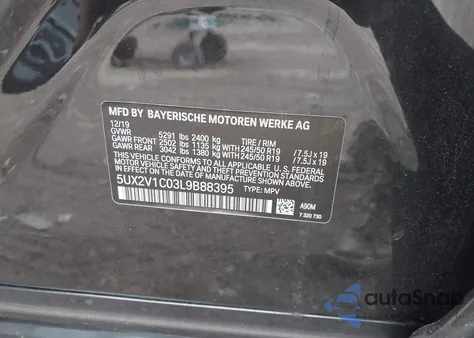 MFD BY BAYERISCHE MOTOREN WERKE AG
12/19
GVWR 5291 lbs 2400 kg TIRE / RIM
GAWR FRONT 2502 lbs 1135 kg WITH 245/50 R19 /7.5J x 19
GAWR REAR 3042 lbs 1380 kg WITH 245/50 R19 /7.5J x 19
THIS VEHICLE CONFORMS TO ALL APPLICABLE U.S. FEDERAL
MOTOR VEHICLE SAFETY STANDARDS IN EFFECT ON THE
DATE OF MANUFACTURE SHOWN ABOVE.
5UX2V1C03L9B88395 TYPE: MPV
A90M
7 320 730
autoSnap